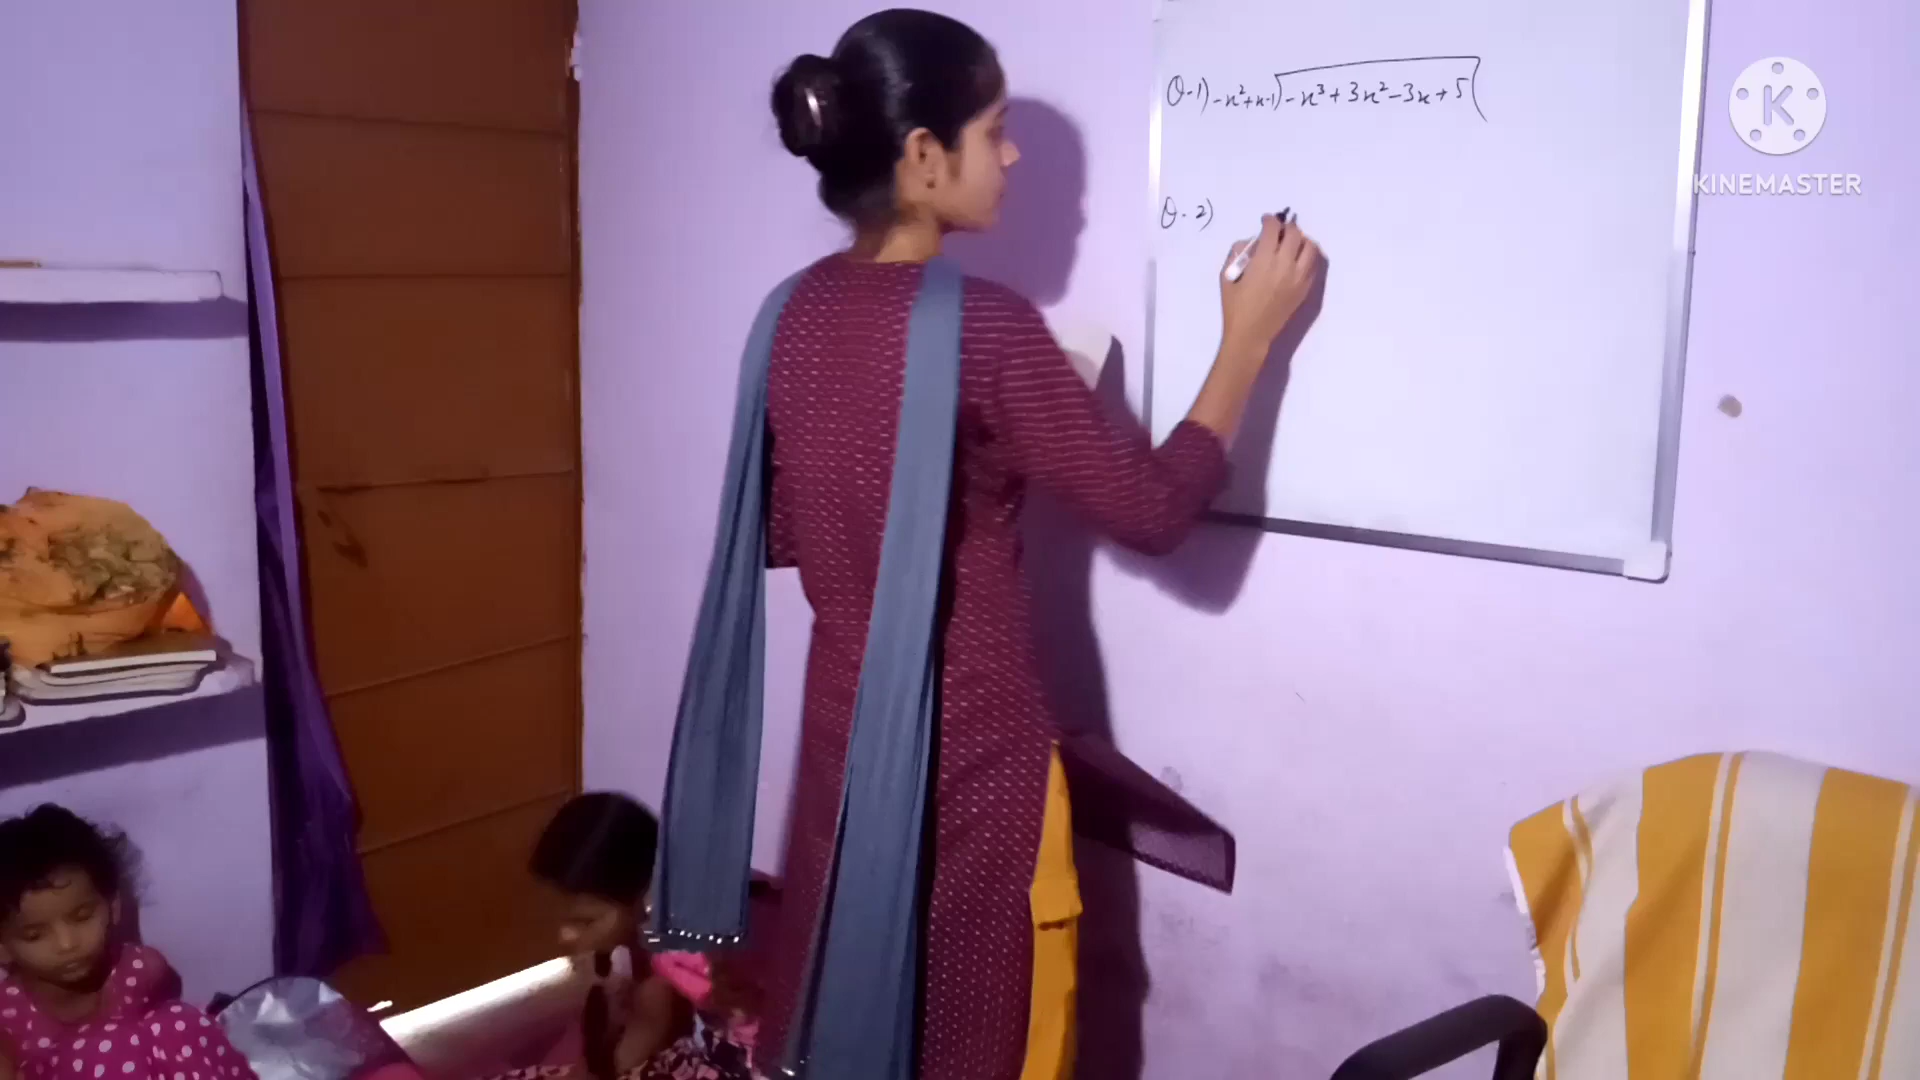 Q-1) -x²+x-1)-x³+3x²-3x+5(
Q-2)
K
KINEMASTER